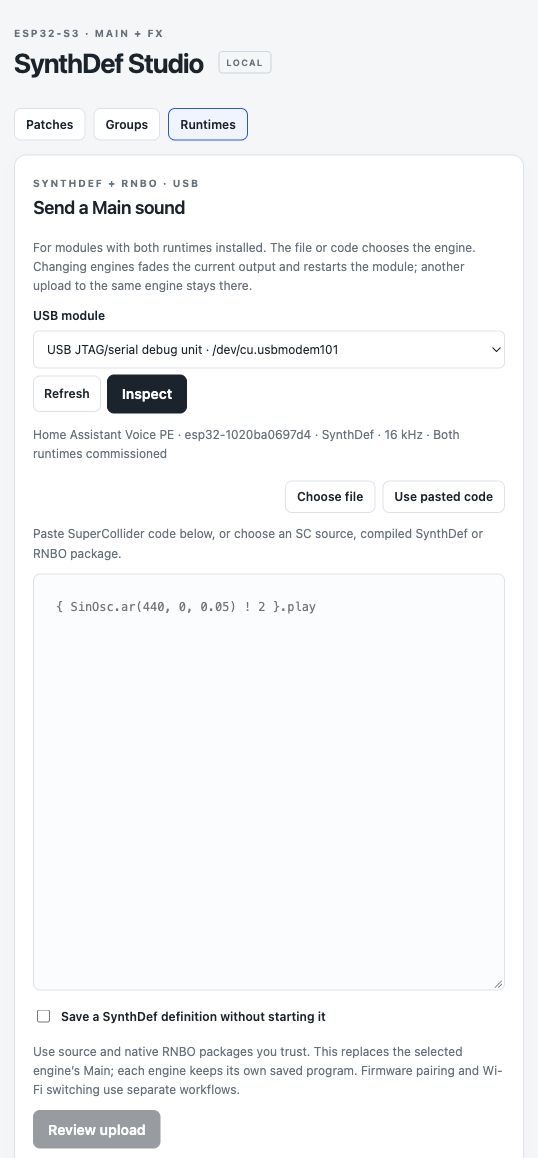 ESP32-S3 · MAIN + FX
SynthDef Studio LOCAL
Patches Groups Runtimes
SYNTHDEF + RNBO · USB
Send a Main sound
For modules with both runtimes installed. The file or code chooses the engine.
Changing engines fades the current output and restarts the module; another
upload to the same engine stays there.
USB module
USB JTAG/serial debug unit · /dev/cu.usbmodem101
Refresh Inspect
Home Assistant Voice PE · esp32-1020ba0697d4 · SynthDef · 16 kHz · Both
runtimes commissioned
Choose file Use pasted code
Paste SuperCollider code below, or choose an SC source, compiled SynthDef or
RNBO package.
{ SinOsc.ar(440, 0, 0.05) ! 2 }.play
Save a SynthDef definition without starting it
Use source and native RNBO packages you trust. This replaces the selected
engine's Main; each engine keeps its own saved program. Firmware pairing and Wi-
Fi switching use separate workflows.
Review upload